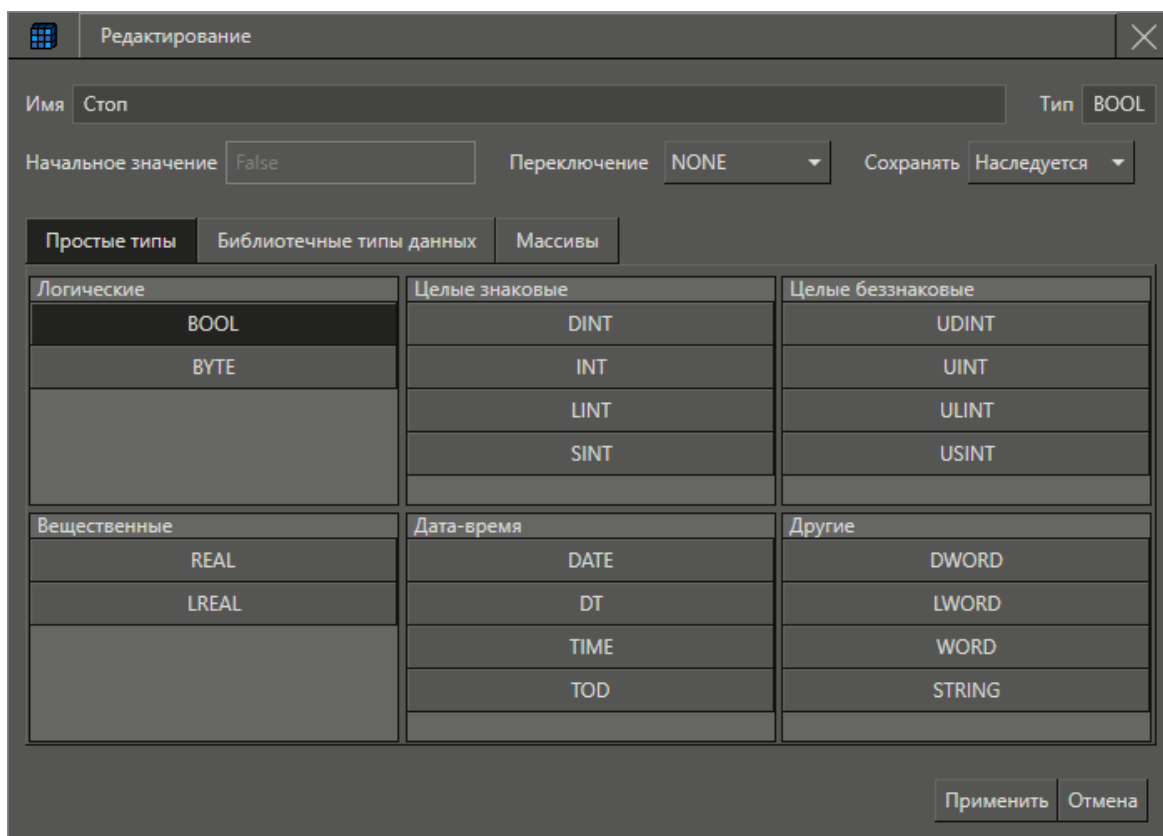 Редактирование
Имя Стоп Тип BOOL
Начальное значение False Переключение NONE Сохранять Наследуется
Простые типы Библиотечные типы данных Массивы
Логические Целые знаковые Целые беззнаковые
BOOL DINT UDINT
BYTE INT UINT
LINT ULINT
SINT USINT
Вещественные Дата-время Другие
REAL DATE DWORD
LREAL DT LWORD
TIME WORD
TOD STRING
Применить Отмена